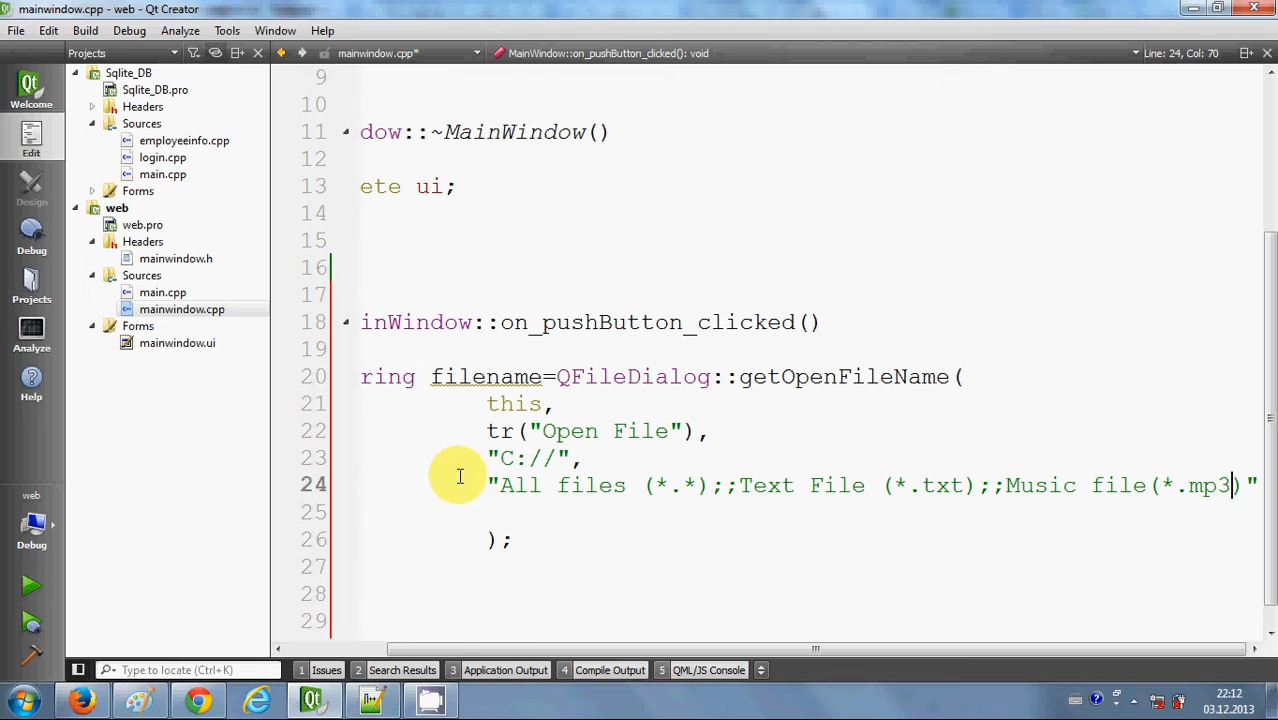 mainwindow.cpp - web - Qt Creator
File Edit Build Debug Analyze Tools Window Help
Projects mainwindow.cpp* MainWindow::on_pushButton_clicked(): void Line: 24, Col: 70
Welcome
Edit
Design
Debug
Projects
Analyze
Help
web
Debug
Sqlite_DB
Sqlite_DB.pro
Headers
Sources
employeeinfo.cpp
login.cpp
main.cpp
Forms
web
web.pro
Headers
mainwindow.h
Sources
main.cpp
mainwindow.cpp
Forms
mainwindow.ui
9
10
11 dow::~MainWindow()
12
13 ete ui;
14
15
16
17
18 inWindow::on_pushButton_clicked()
19
20 ring filename=QFileDialog::getOpenFileName(
21 this,
22 tr("Open File"),
23 "C://",
24 "All files (*.*);;Text File (*.txt);;Music file(*.mp3)"
25
26 );
27
28
29
Type to locate (Ctrl+K) 1 Issues 2 Search Results 3 Application Output 4 Compile Output 5 QML/JS Console
22:12
03.12.2013